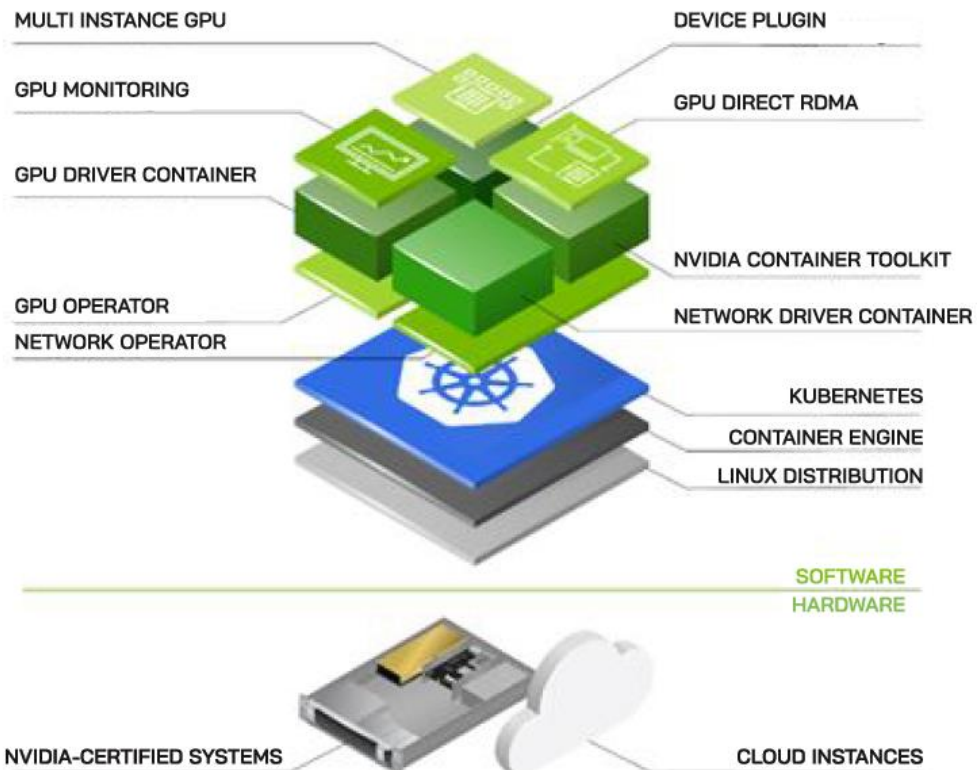 MULTI INSTANCE GPU
DEVICE PLUGIN
GPU MONITORING
GPU DIRECT RDMA
GPU DRIVER CONTAINER
NVIDIA CONTAINER TOOLKIT
GPU OPERATOR
NETWORK DRIVER CONTAINER
NETWORK OPERATOR
KUBERNETES
CONTAINER ENGINE
LINUX DISTRIBUTION
SOFTWARE
HARDWARE
NVIDIA-CERTIFIED SYSTEMS
CLOUD INSTANCES